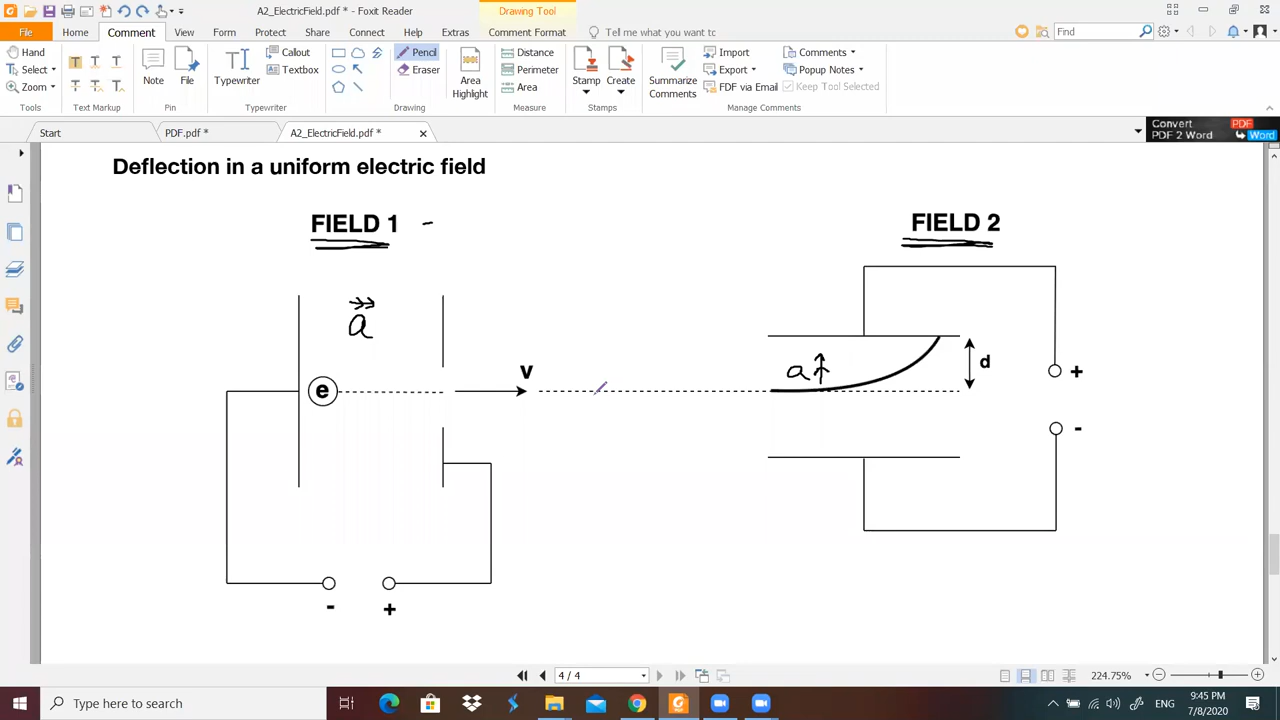 A2_ElectricField.pdf * - Foxit Reader
Drawing Tool
File Home Comment View Form Protect Share Connect Help Extras Comment Format Tell me what you want tc Find
Hand
Select
Zoom
Tools
T T T
T T T
Text Markup
Note
File
Pin
Typewriter
Callout
Textbox
Typewriter
Pencil
Eraser
Drawing
Area
Highlight
Distance
Perimeter
Area
Measure
Stamp
Create
Stamps
Summarize
Comments
Import
Export
FDF via Email
Comments
Popup Notes
Keep Tool Selected
Manage Comments
Start PDF.pdf * A2_ElectricField.pdf *
Convert PDF
PDF 2 Word Word
Deflection in a uniform electric field
FIELD 1 -
FIELD 2
a
e
v
a
d
+
-
- +
4 / 4
224.75%
Type here to search
ENG
9:45 PM
7/8/2020